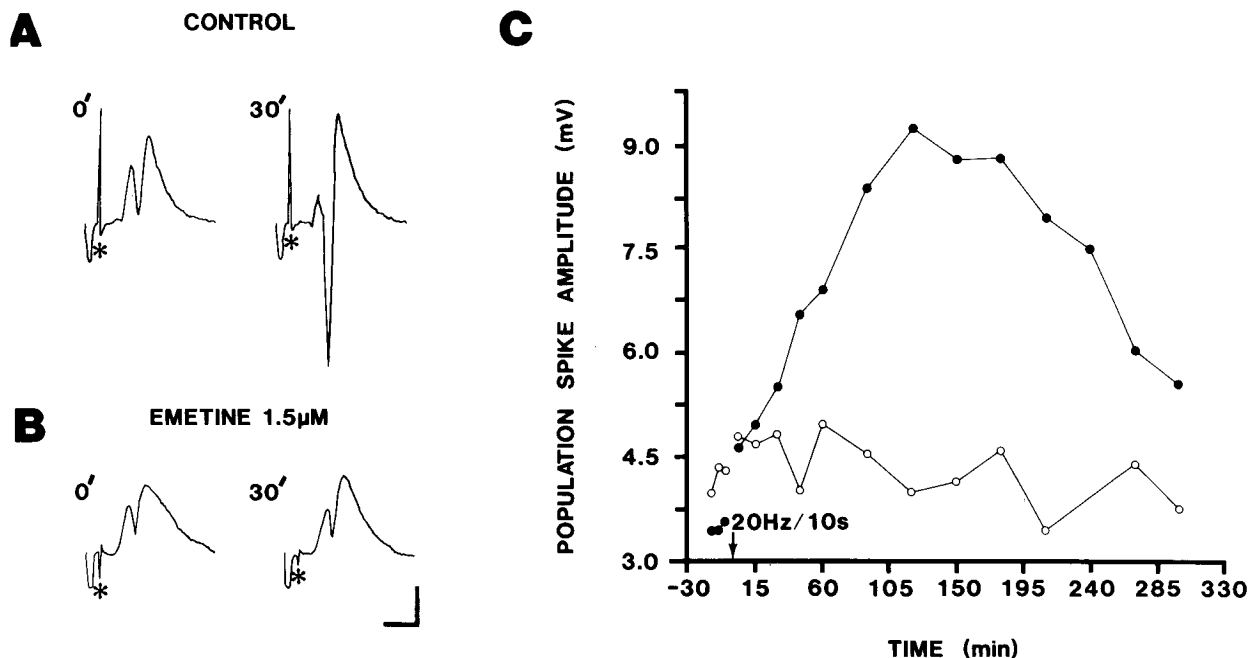 A
CONTROL
0'
30'
*
*
B
EMETINE 1.5µM
0'
30'
*
*
C
POPULATION SPIKE AMPLITUDE (mV)
9.0
7.5
6.0
4.5
3.0
20Hz/10s
-30 15 60 105 150 195 240 285 330
TIME (min)